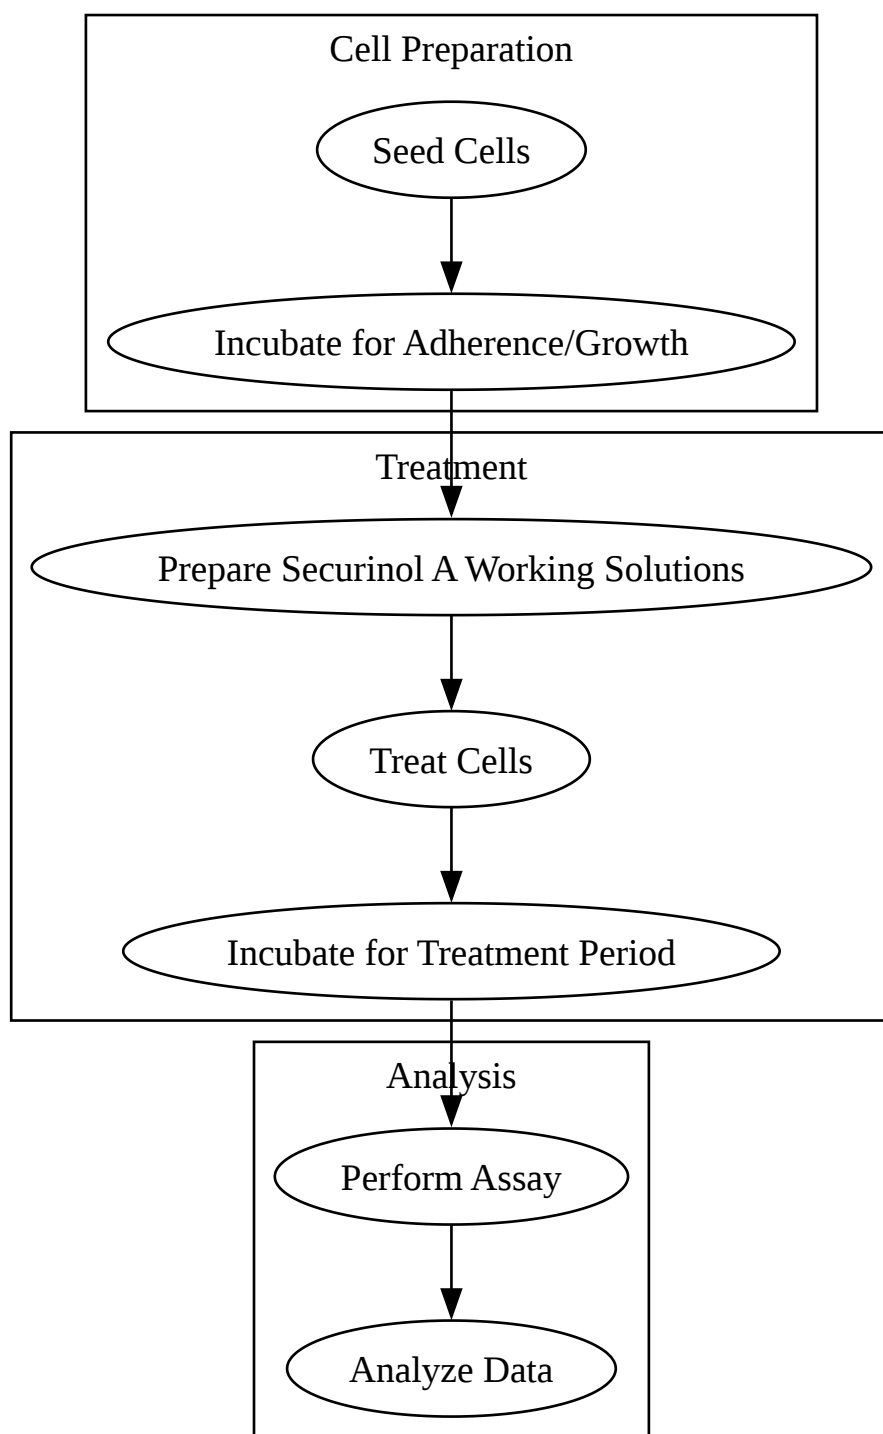 Cell Preparation
Seed Cells
Incubate for Adherence/Growth
Treatment
Prepare Securinol A Working Solutions
Treat Cells
Incubate for Treatment Period
Analysis
Perform Assay
Analyze Data